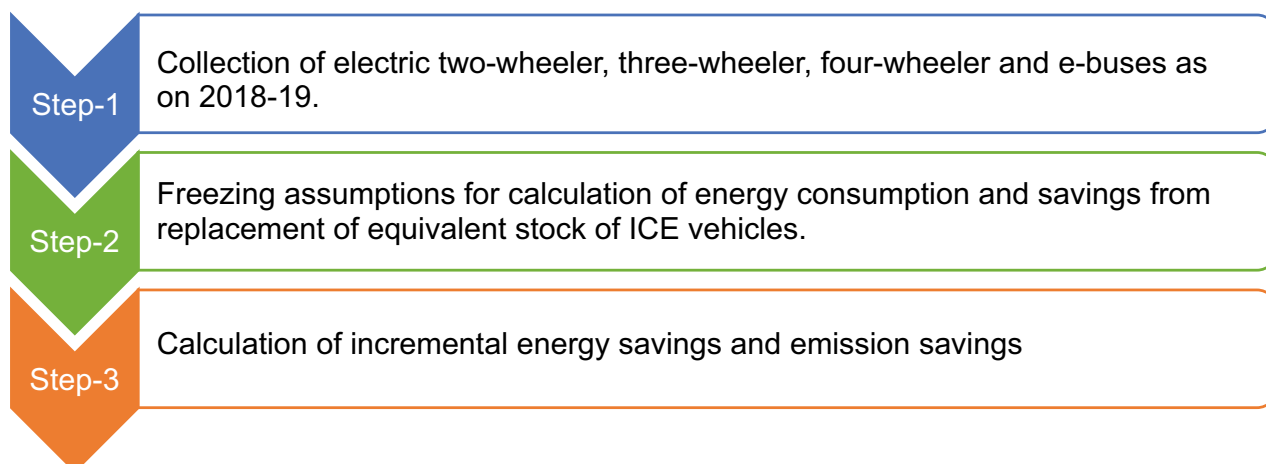 Step-1
Collection of electric two-wheeler, three-wheeler, four-wheeler and e-buses as
on 2018-19.
Step-2
Freezing assumptions for calculation of energy consumption and savings from
replacement of equivalent stock of ICE vehicles.
Step-3
Calculation of incremental energy savings and emission savings